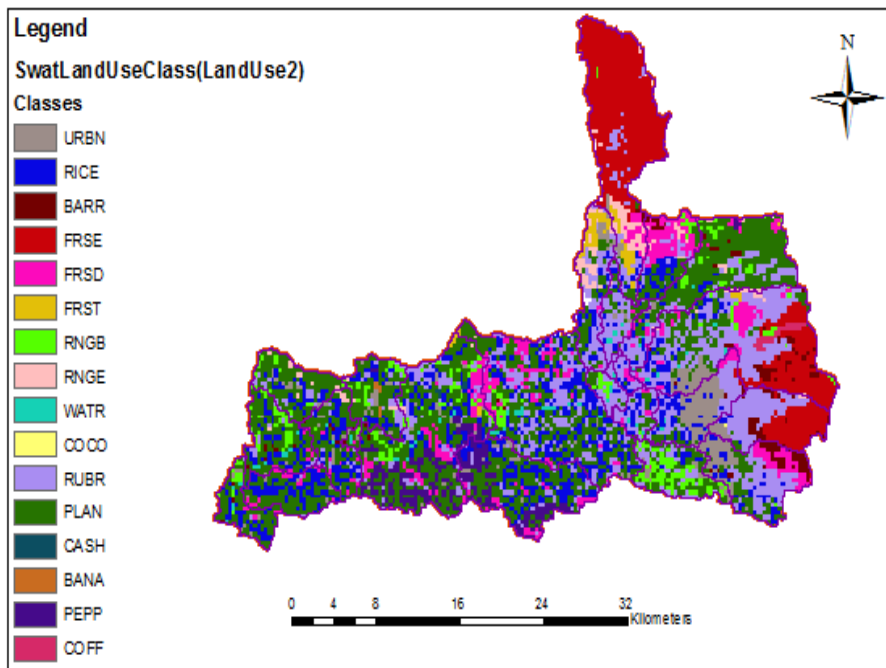 Legend
SwatLandUseClass(LandUse2)
Classes
URBN
RICE
BARR
FRSE
FRSD
FRST
RNGB
RNGE
WATR
COCO
RUBR
PLAN
CASH
BANA
PEPP
COFF
N
0 4 8 16 24 32
Kilometers